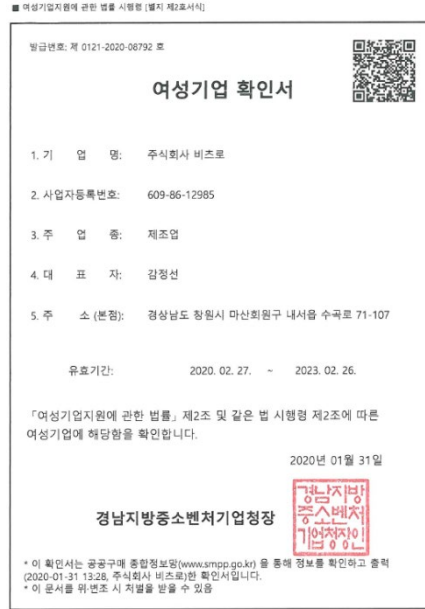 ■ 여성기업지원에 관한 법률 시행령 [별지 제2호서식]
발급번호: 제 0121-2020-08792 호
여성기업 확인서
1. 기 업 명: 주식회사 비즈로
2. 사업자등록번호: 609-86-12985
3. 주 업 종: 제조업
4. 대 표 자: 감정선
5. 주 소 (본점): 경상남도 창원시 마산회원구 내서읍 수곡로 71-107
유효기간: 2020. 02. 27. ~ 2023. 02. 26.
「여성기업지원에 관한 법률」제2조 및 같은 법 시행령 제2조에 따른
여성기업에 해당함을 확인합니다.
2020년 01월 31일
경남지방중소벤처기업청장
경남지방
중소벤처
기업청장인
* 이 확인서는 공공구매 종합정보망(www.smpp.go.kr) 을 통해 정보를 확인하고 출력
(2020-01-31 13:28, 주식회사 비즈로)한 확인서입니다.
* 이 문서를 위·변조 시 처벌을 받을 수 있음